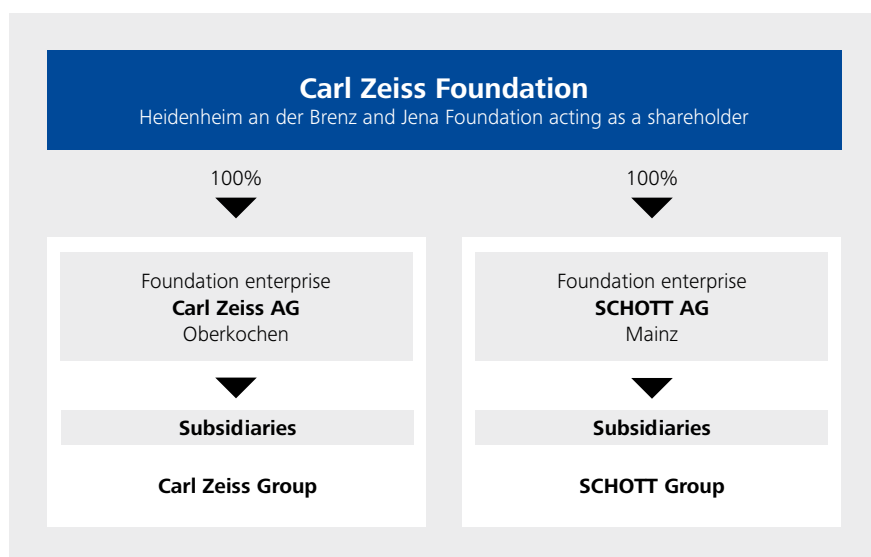 Carl Zeiss Foundation
Heidenheim an der Brenz and Jena Foundation acting as a shareholder
100%
100%
Foundation enterprise
Carl Zeiss AG
Oberkochen
Foundation enterprise
SCHOTT AG
Mainz
Subsidiaries
Subsidiaries
Carl Zeiss Group
SCHOTT Group